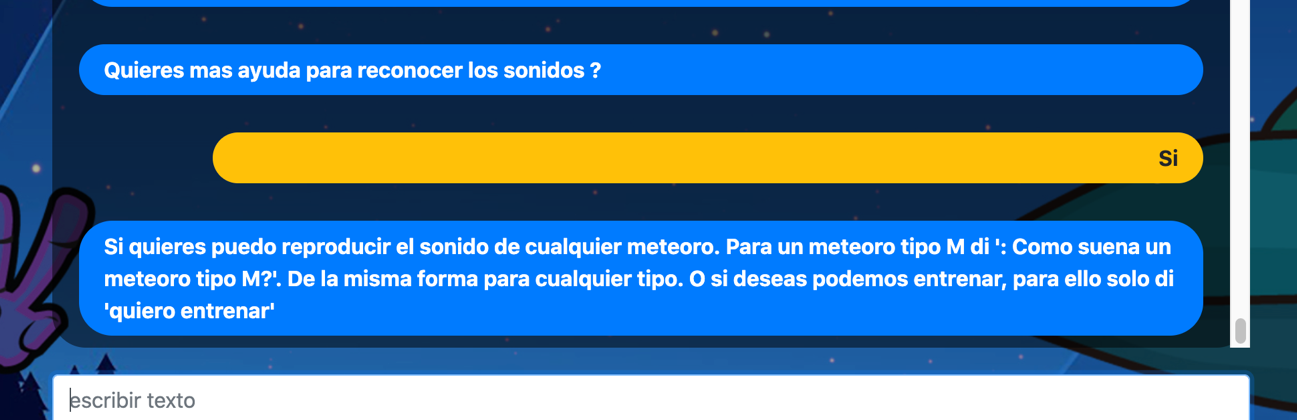 Quieres mas ayuda para reconocer los sonidos ?
Si
Si quieres puedo reproducir el sonido de cualquier meteoro. Para un meteoro tipo M di ': Como suena un
meteoro tipo M?'. De la misma forma para cualquier tipo. O si deseas podemos entrenar, para ello solo di
'quiero entrenar'
escribir texto